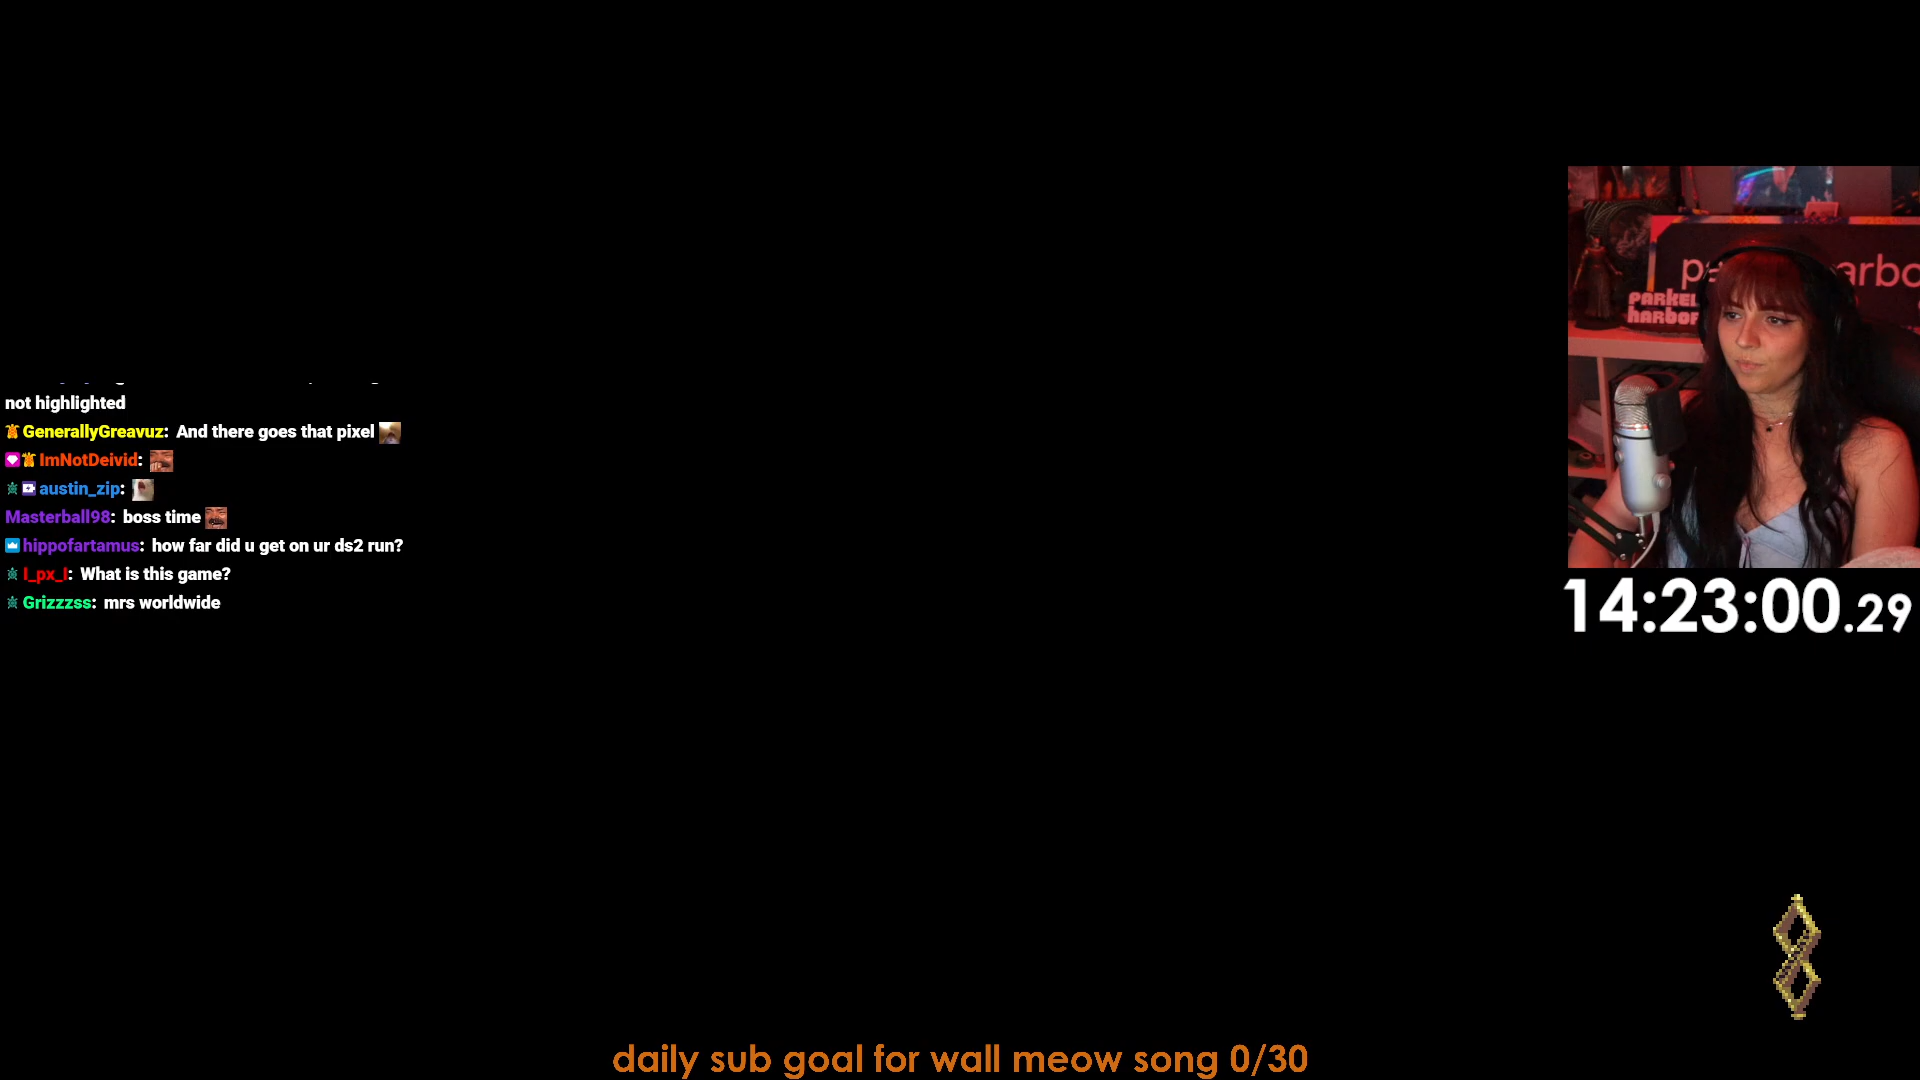 not highlighted
GenerallyGreavuz: And there goes that pixel
ImNotDeivid:
austin_zip:
Masterball98: boss time
hippofartamus: how far did u get on ur ds2 run?
l_px_l: What is this game?
Grizzzss: mrs worldwide
PARKER
HARBOR
14:23:00.29
daily sub goal for wall meow song 0/30